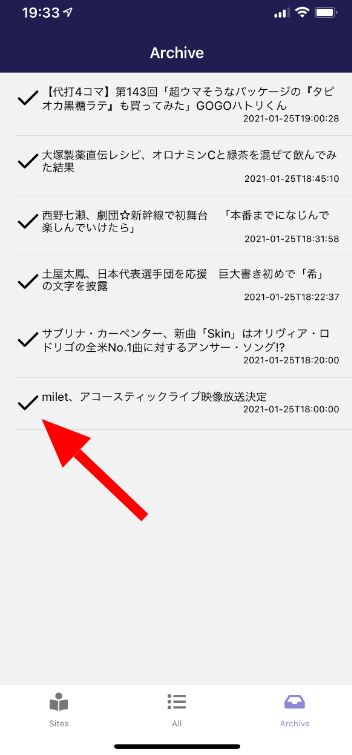 19:33
Archive
【代打4コマ】第143回「超ウマそうなパッケージの『タピ
オカ黒糖ラテ』も買ってみた」GOGOハトリくん
2021-01-25T19:00:28
大塚製薬直伝レシピ、オロナミンCと緑茶を混ぜて飲んでみ
た結果
2021-01-25T18:45:10
西野七瀬、劇団☆新幹線で初舞台　「本番までになじんで
楽しんでいけたら」
2021-01-25T18:31:58
土屋太鳳、日本代表選手団を応援　巨大書き初めで「希」
の文字を披露
2021-01-25T18:22:37
サブリナ・カーペンター、新曲「Skin」はオリヴィア・ロ
ドリゴの全米No.1曲に対するアンサー・ソング!?
2021-01-25T18:20:00
milet、アコースティックライブ映像放送決定
2021-01-25T18:00:00
Sites
All
Archive